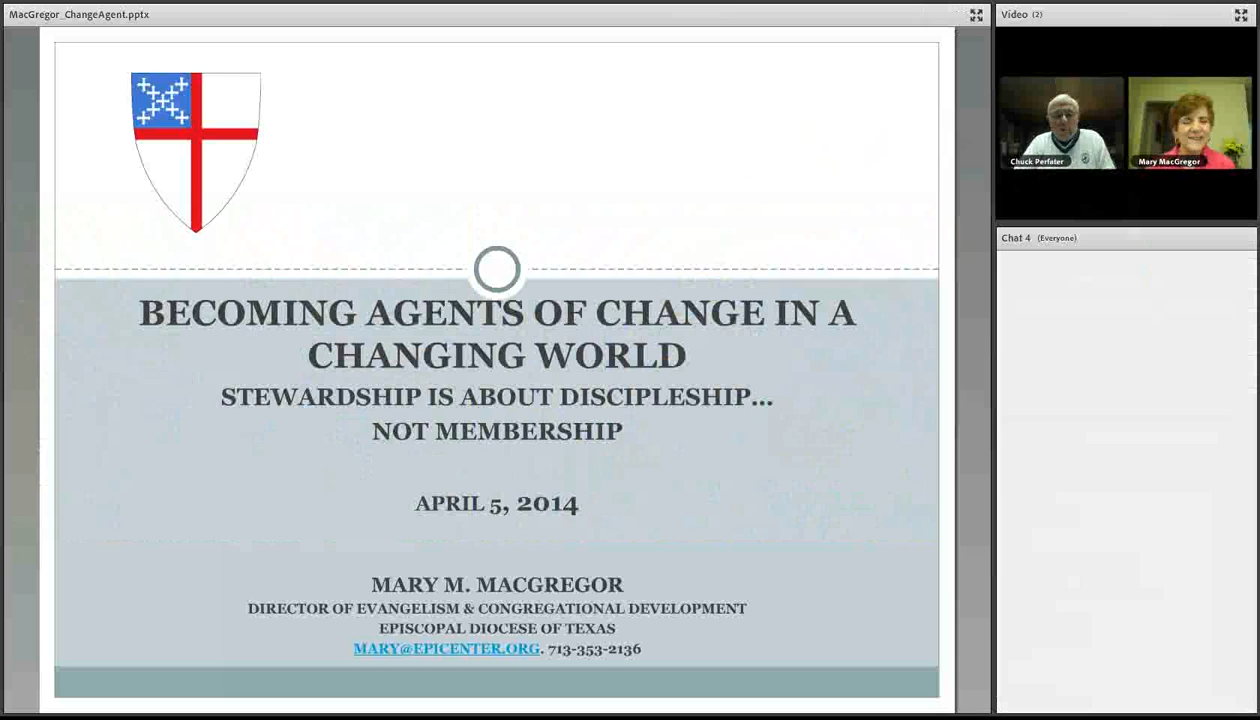 MacGregor_ChangeAgent.pptx
Video (2)
Chuck Perfater
Mary MacGregor
Chat 4 (Everyone)
BECOMING AGENTS OF CHANGE IN A
CHANGING WORLD
STEWARDSHIP IS ABOUT DISCIPLESHIP...
NOT MEMBERSHIP
APRIL 5, 2014
MARY M. MACGREGOR
DIRECTOR OF EVANGELISM & CONGREGATIONAL DEVELOPMENT
EPISCOPAL DIOCESE OF TEXAS
MARY@EPICENTER.ORG. 713-353-2136